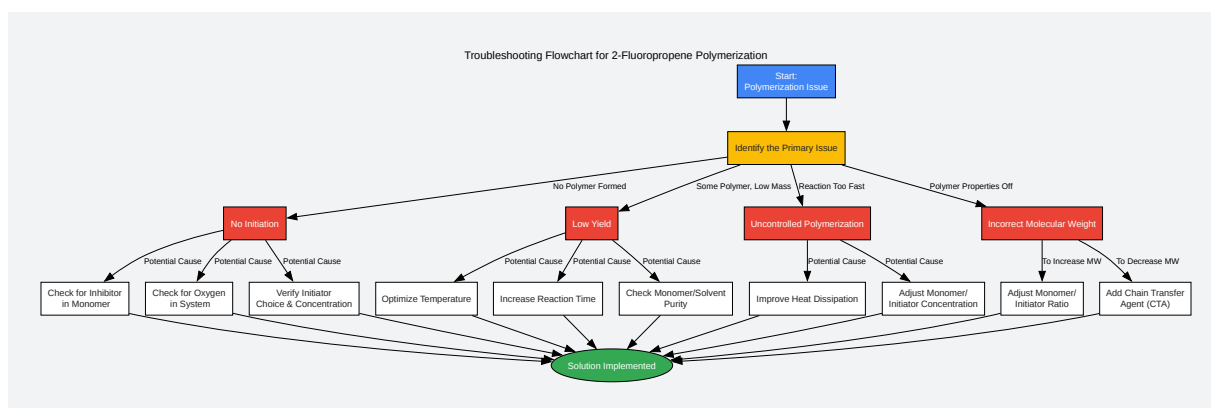 Troubleshooting Flowchart for 2-Fluoropropene Polymerization
Start:
Polymerization Issue
Identify the Primary Issue
No Polymer Formed
Some Polymer, Low Mass
Reaction Too Fast
Polymer Properties Off
No Initiation
Low Yield
Uncontrolled Polymerization
Incorrect Molecular Weight
Potential Cause
Potential Cause
Potential Cause
Potential Cause
Potential Cause
Potential Cause
Potential Cause
Potential Cause
To Increase MW
To Decrease MW
Check for Inhibitor
in Monomer
Check for Oxygen
in System
Verify Initiator
Choice & Concentration
Optimize Temperature
Increase Reaction Time
Check Monomer/Solvent
Purity
Improve Heat Dissipation
Adjust Monomer/
Initiator Concentration
Adjust Monomer/
Initiator Ratio
Add Chain Transfer
Agent (CTA)
Solution Implemented